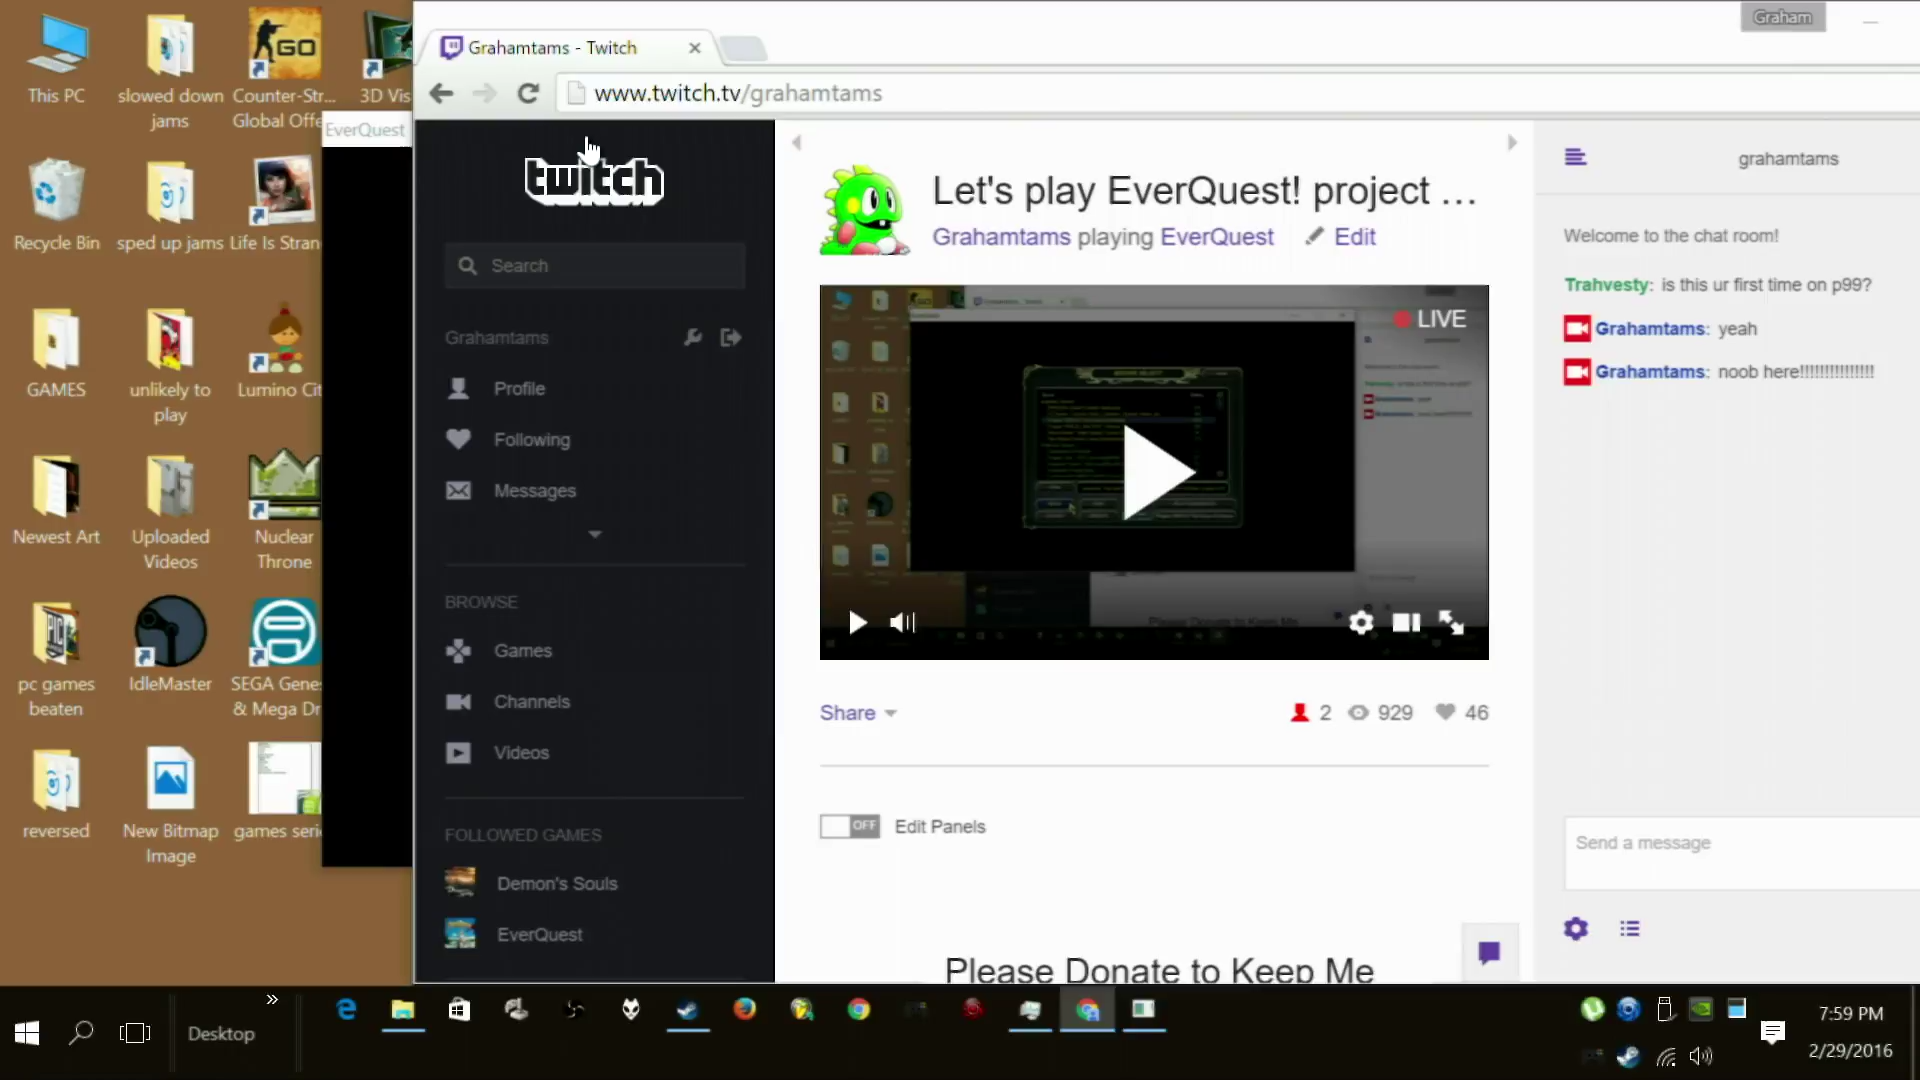 This PC
slowed down
jams
Counter-Str...
Global Offe
3D Vis
Recycle Bin
sped up jams
Life Is Stran
GAMES
unlikely to
play
Lumino Cit
Newest Art
Uploaded
Videos
Nuclear
Throne
pc games
beaten
IdleMaster
SEGA Gene
& Mega Dr
reversed
New Bitmap
Image
games seri
GO
EverQuest
Graham
Grahamtams - Twitch
www.twitch.tv/grahamtams
twitch
Search
Grahamtams
Profile
Following
Messages
BROWSE
Games
Channels
Videos
FOLLOWED GAMES
Demon's Souls
EverQuest
Let's play EverQuest! project ...
Grahamtams playing EverQuest
Edit
LIVE
Share
2
929
46
OFF
Edit Panels
Please Donate to Keep Me
grahamtams
Welcome to the chat room!
Trahvesty: is this ur first time on p99?
Grahamtams: yeah
Grahamtams: noob here!!!!!!!!!!!!!!!
Send a message
Desktop
7:59 PM
2/29/2016